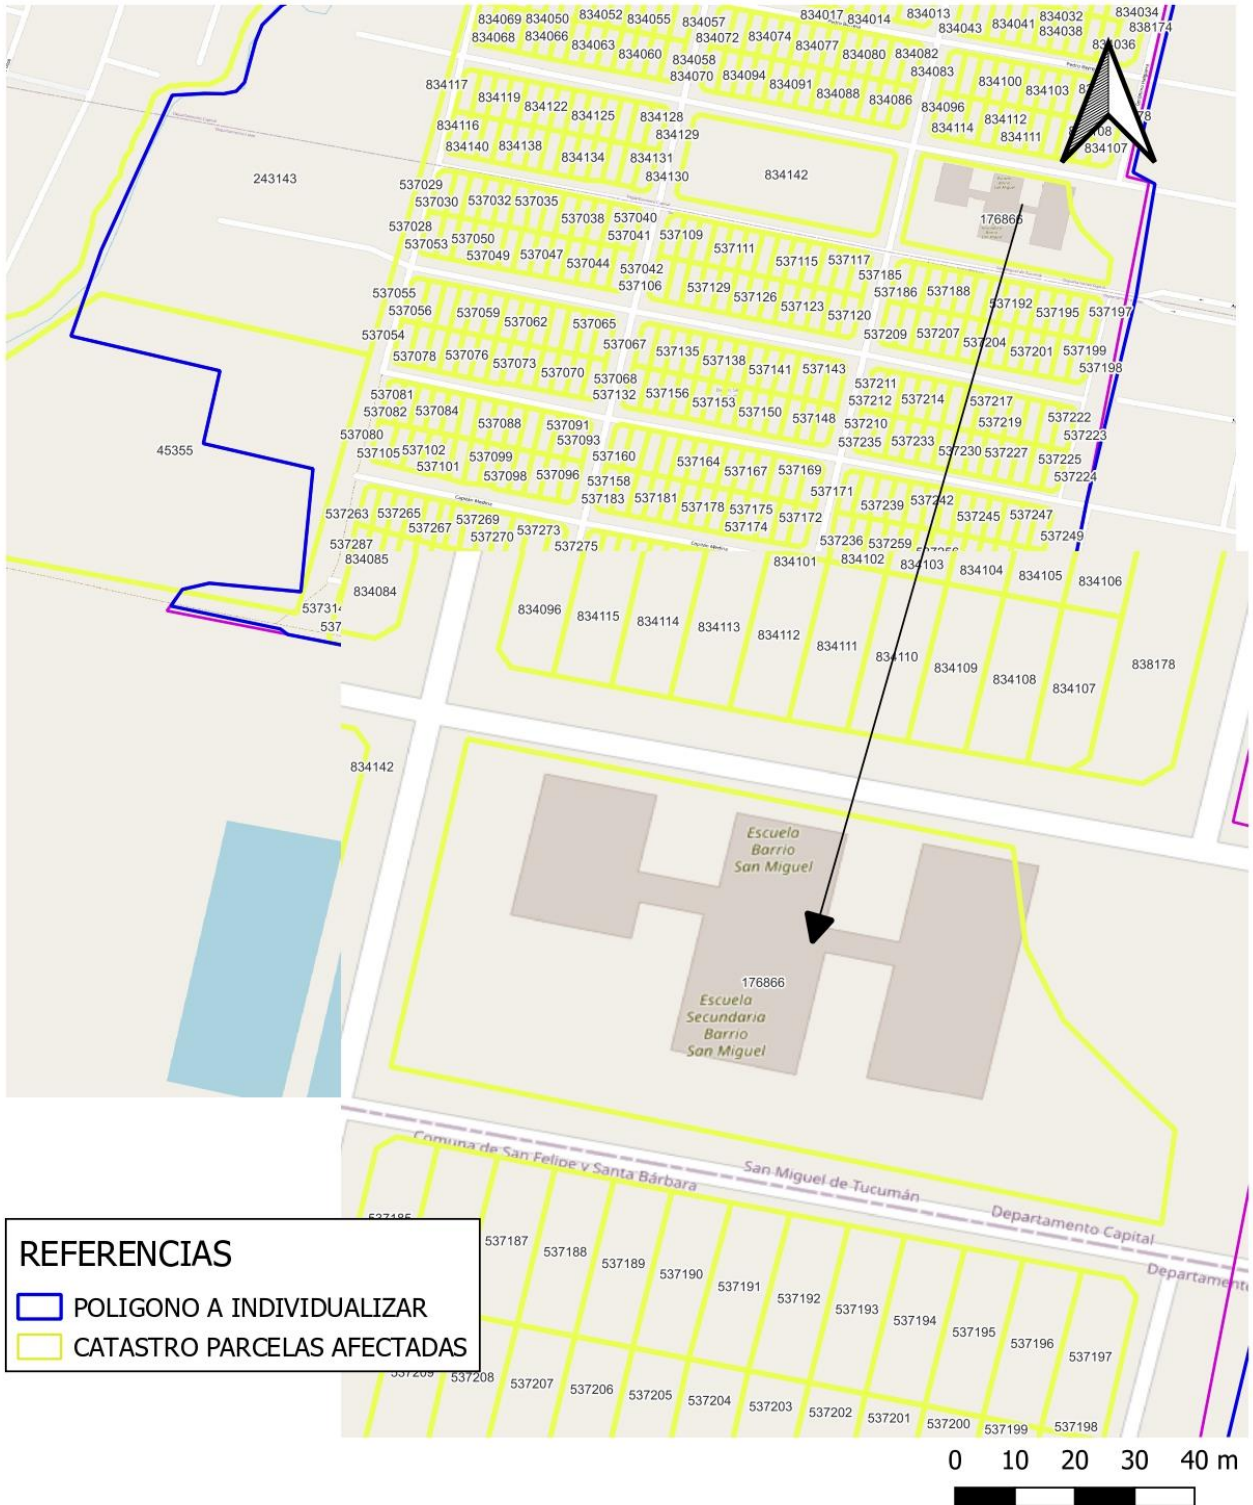 834069 834050 834052 834055 834057 834017 834014 834013 834043 834041 834032 834034
834068 834066 834063 834060 834058 834072 834074 834077 834080 834082 834038 838174
834070 834094 834091 834088 834086 834083 834100 834103
834117 834119 834122 834125 834128 834129 834096 834112
834116 834114 834111 834107
834140 834138 834134 834131 834130 834142
243143
176866
537029 537030 537032 537035 537038 537040 537041 537109
537028 537053 537050 537049 537047 537044 537042 537106 537111 537115 537117 537185
537129 537126 537123 537120 537186 537188 537192 537195 537197
537055 537056 537059 537062 537065 537067 537209 537207 537204 537201 537199 537198
537054 537078 537076 537073 537070 537068 537132 537135 537138 537141 537143
537156 537153 537150 537148 537211 537212 537214 537217 537219 537222 537223
537081 537082 537084 537088 537091 537093 537210 537235 537233 537230 537227 537225 537224
45355
537080 537105 537102 537101 537099 537098 537096 537160 537158 537164 537167 537169 537171
537183 537181 537178 537175 537174 537172 537239 537242 537245 537247 537249
Capitán Medina
Capitán Medina
537263 537265 537267 537269 537270 537273 537275 537236 537259
537287
834085 834101 834102 834103 834104 834105 834106
834084 834096 834115 834114 834113 834112 834111 834110 834109 834108 834107 838178
834142
Escuela
Barrio
San Miguel
176866
Escuela
Secundaria
Barrio
San Miguel
Comuna de San Felipe y Santa Bárbara
San Miguel de Tucumán
Departamento Capital
537187 537188 537189 537190 537191 537192 537193 537194 537195 537196 537197
REFERENCIAS
POLIGONO A INDIVIDUALIZAR
CATASTRO PARCELAS AFECTADAS
537208 537207 537206 537205 537204 537203 537202 537201 537200 537199 537198
0 10 20 30 40 m